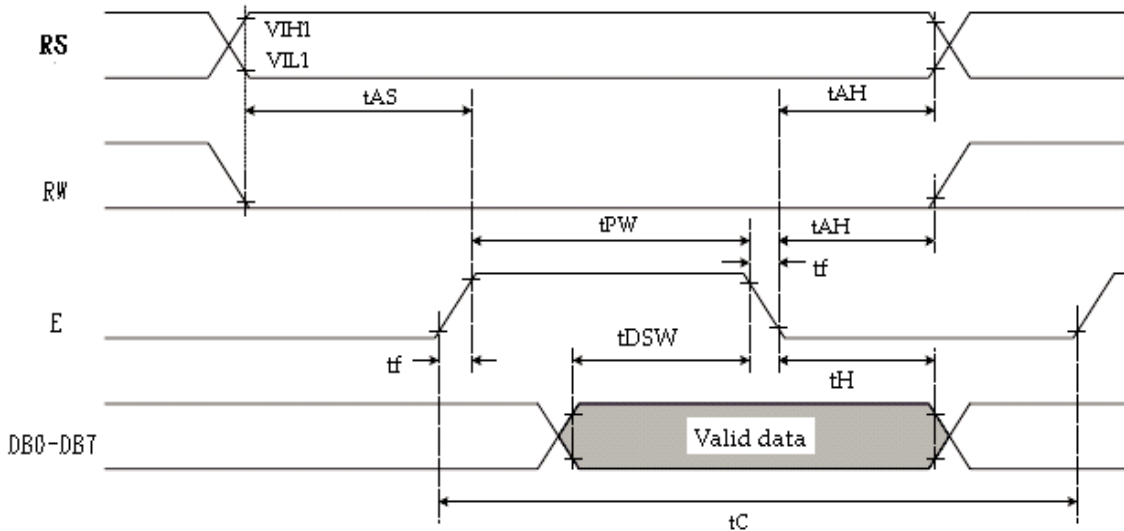 RS
VIH1
VIL1
tAS
tAH
RW
tPW
tAH
tf
E
tf
tDSW
tH
DB0-DB7
Valid data
tC